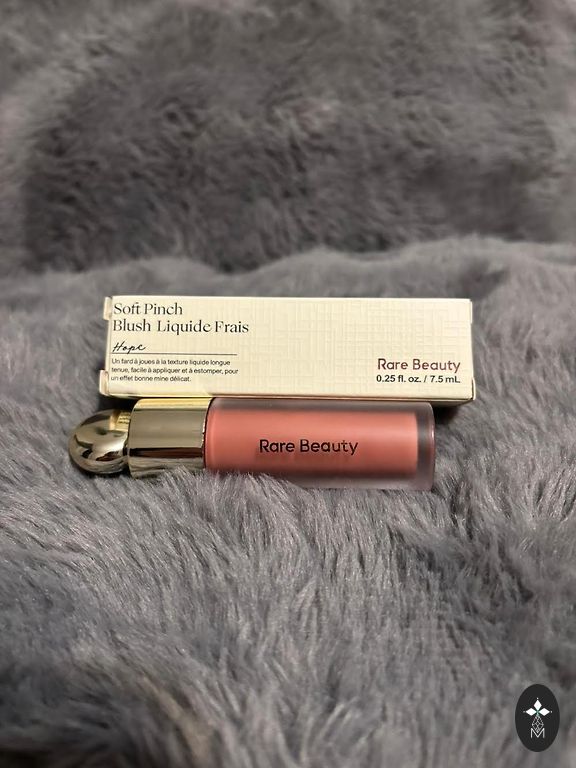 Soft Pinch
Blush Liquide Frais
Hope
Un fard à joues à la texture liquide longue
tenue, facile à appliquer et à estomper, pour
un effet bonne mine délicat.
Rare Beauty
0.25 fl. oz. / 7.5 mL
Rare Beauty
M